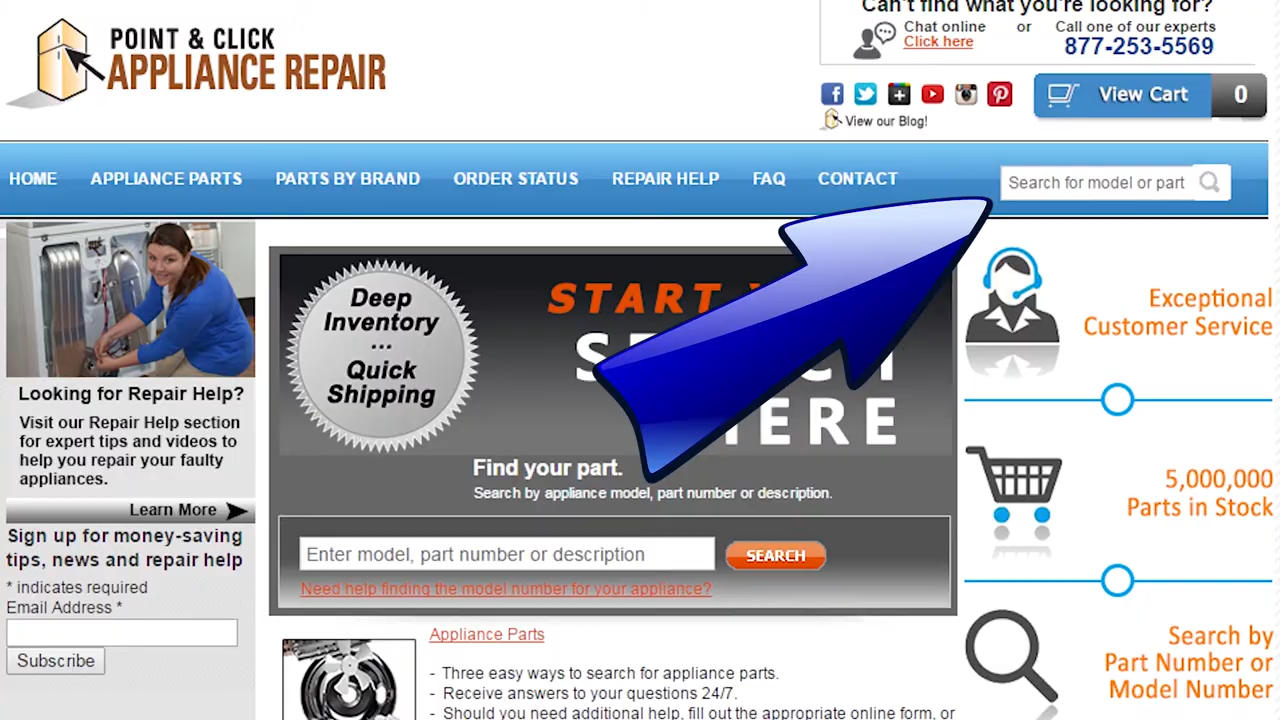 Can't find what you're looking for?
POINT & CLICK
APPLIANCE REPAIR
Chat online
Click here
or
Call one of our experts
877-253-5569
View Cart
0
View our Blog!
HOME
APPLIANCE PARTS
PARTS BY BRAND
ORDER STATUS
REPAIR HELP
FAQ
CONTACT
Search for model or part
Looking for Repair Help?
Visit our Repair Help section
for expert tips and videos to
help you repair your faulty
appliances.
Learn More
Sign up for money-saving
tips, news and repair help
* indicates required
Email Address *
Subscribe
Deep
Inventory
...
Quick
Shipping
START
Find your part.
Search by appliance model, part number or description.
Enter model, part number or description
SEARCH
Need help finding the model number for your appliance?
Appliance Parts
- Three easy ways to search for appliance parts.
- Receive answers to your questions 24/7.
- Should you need additional help, fill out the appropriate online form, or
Exceptional
Customer Service
5,000,000
Parts in Stock
Search by
Part Number or
Model Number